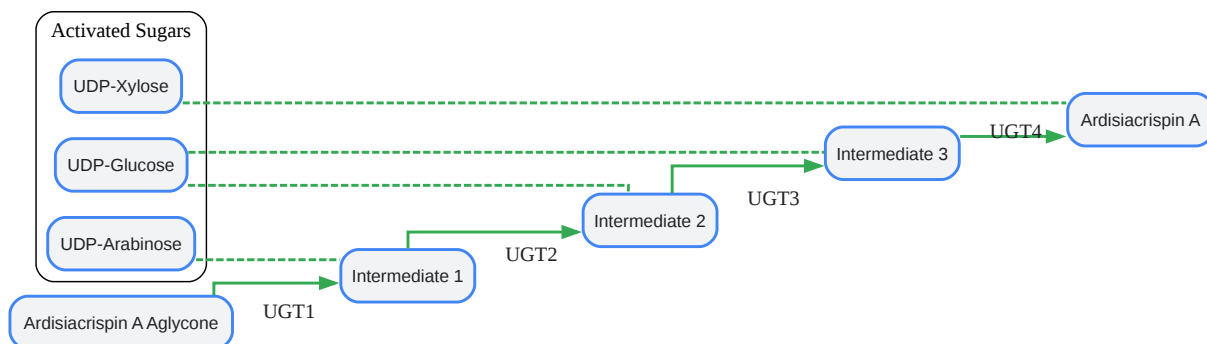 Activated Sugars
UDP-Xylose
UDP-Glucose
UDP-Arabinose
Ardisiacrispin A Aglycone
UGT1
Intermediate 1
UGT2
Intermediate 2
UGT3
Intermediate 3
UGT4
Ardisiacrispin A